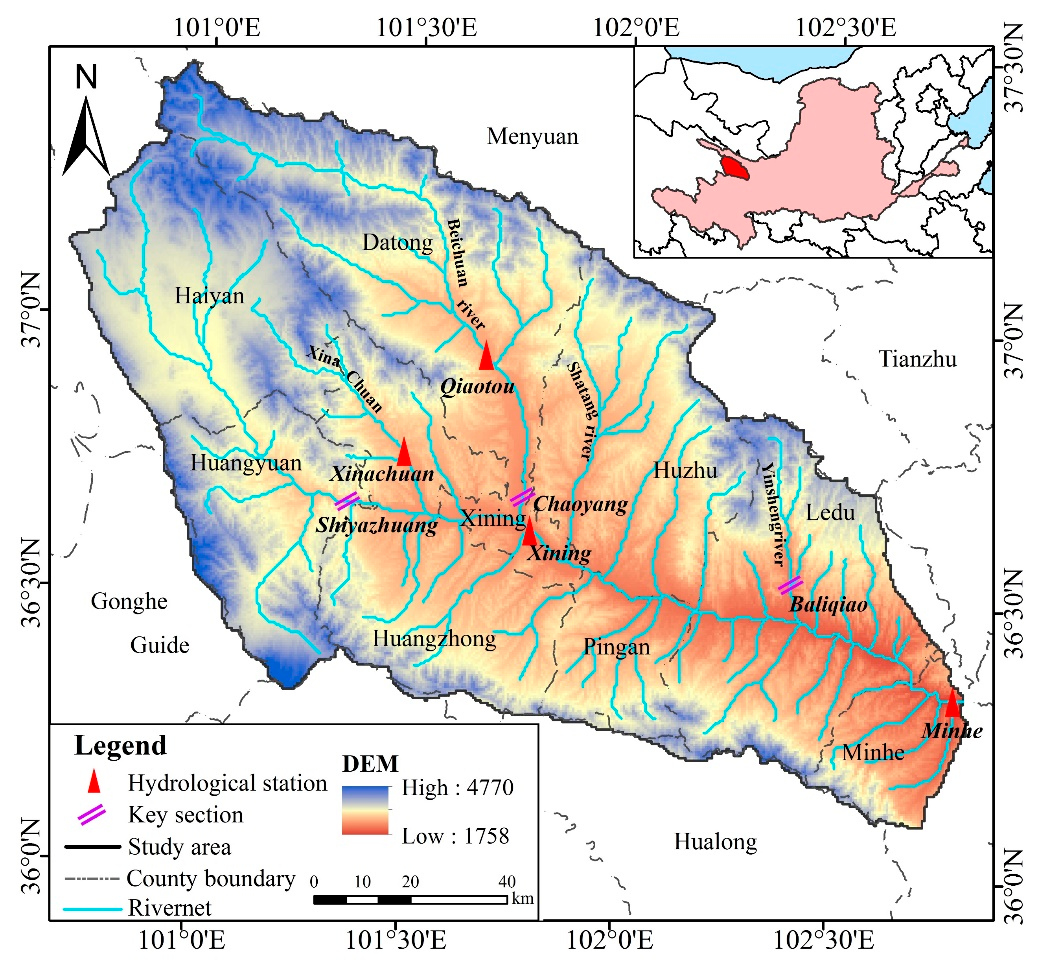 101°0'E 101°30'E 102°0'E 102°30'E
37°30'N
N
Menyuan
Datong
Beichuan
river
Haiyan
37°0'N
37°0'N
Tianzhu
Xina Chuan
Qiaotou
Shatang river
Huangyuan
Xinachuan
Huzhu
Yinshengriver
Shiyazhuang
Xining
Chaoyang
Ledu
Xining
36°30'N
36°30'N
Gonghe
Baliqiao
Guide
Huangzhong
Pingan
Minhe
Minhe
Legend
Hydrological station
Key section
Study area
County boundary
Rivernet
DEM
High : 4770
Low : 1758
0 10 20 40
km
Hualong
36°0'N
36°0'N
101°0'E 101°30'E 102°0'E 102°30'E